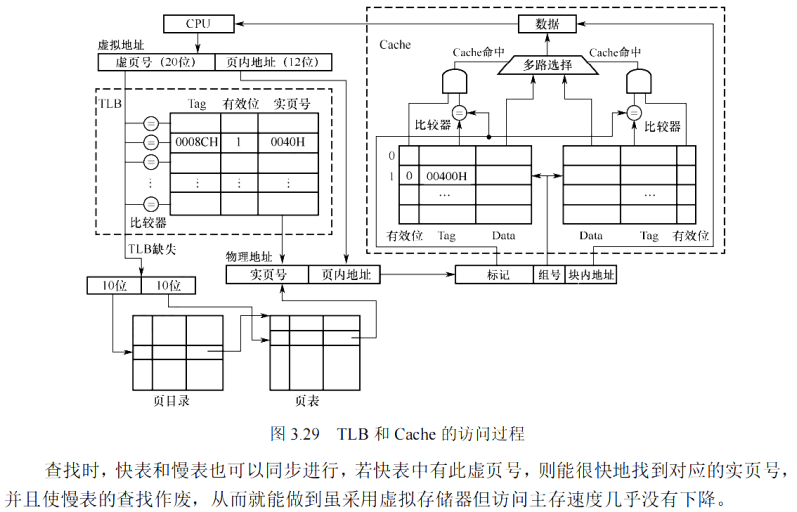 CPU
数据
Cache
虚拟地址
虚页号（20位）
页内地址（12位）
Cache命中
多路选择
Cache命中
TLB
Tag
有效位
实页号
=
=
=
=
比较器
比较器
=
=
0008CH
1
0040H
⋮
⋮
⋮
⋮
比较器
0
1
0
00400H
…
…
有效位
Tag
Data
Data
Tag
有效位
TLB缺失
物理地址
实页号
页内地址
标记
组号
块内地址
10位
10位
页目录
页表
图 3.29 TLB 和 Cache 的访问过程
查找时，快表和慢表也可以同步进行，若快表中有此虚页号，则能很快地找到对应的实页号，
并且使慢表的查找作废，从而就能做到虽采用虚拟存储器但访问主存速度几乎没有下降。